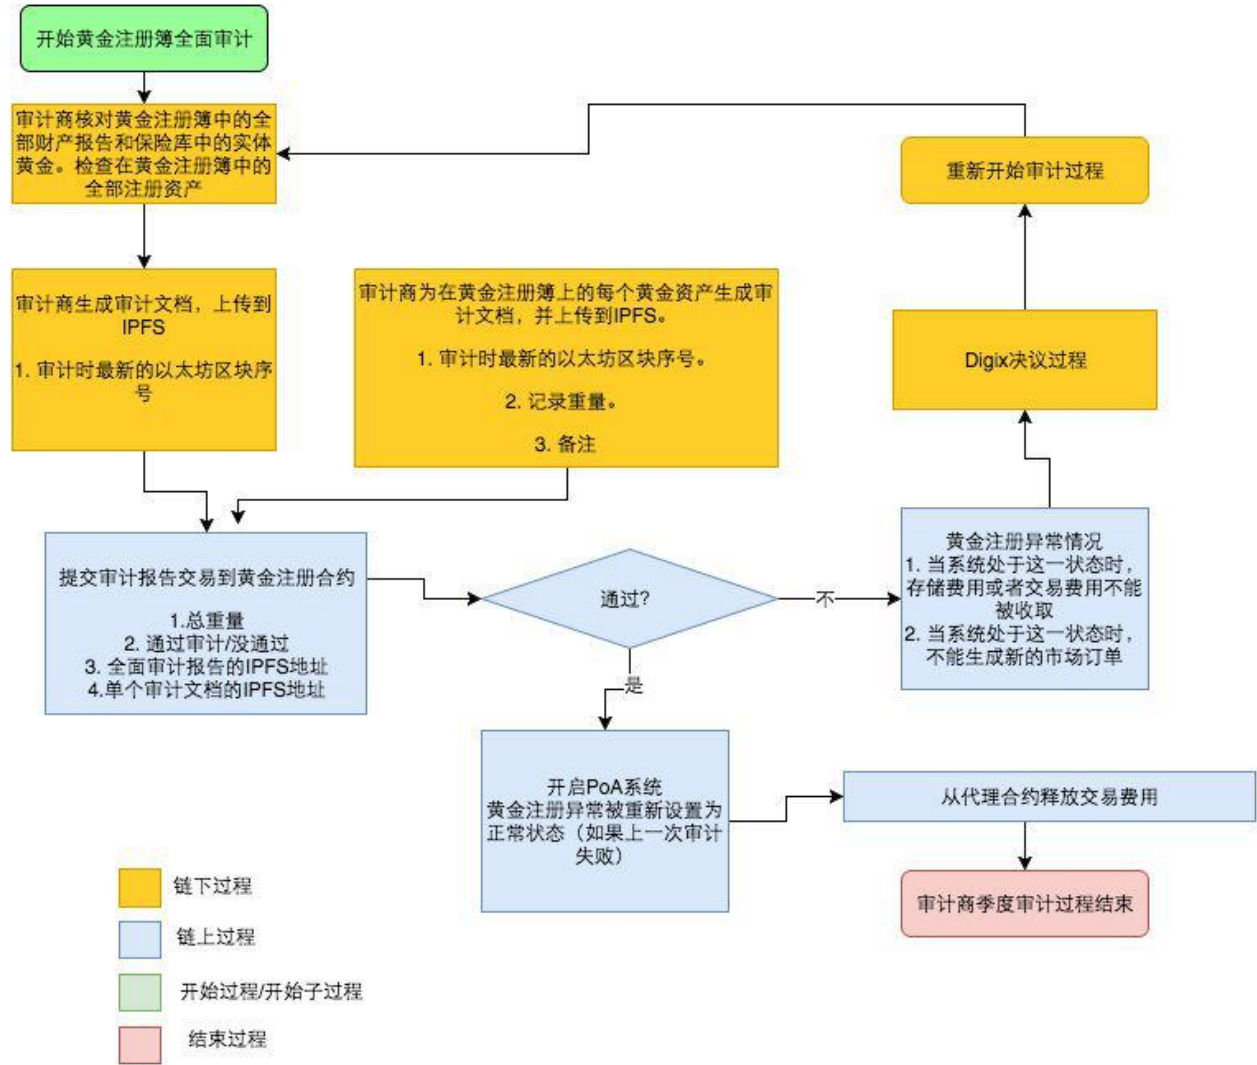 开始黄金注册簿全面审计
审计商核对黄金注册簿中的全
部财产报告和保险库中的实体
黄金。检查在黄金注册簿中的
全部注册资产
重新开始审计过程
审计商生成审计文档，上传到
IPFS
1. 审计时最新的以太坊区块序
号
审计商为在黄金注册簿上的每个黄金资产生成审
计文档，并上传到IPFS。
1. 审计时最新的以太坊区块序号。
2. 记录重量。
3. 备注
Digix决议过程
提交审计报告交易到黄金注册合约
1.总重量
2. 通过审计/没通过
3. 全面审计报告的IPFS地址
4.单个审计文档的IPFS地址
通过?
不
是
黄金注册异常情况
1. 当系统处于这一状态时，
存储费用或者交易费用不能
被收取
2. 当系统处于这一状态时，
不能生成新的市场订单
开启PoA系统
黄金注册异常被重新设置为
正常状态（如果上一次审计
失败）
从代理合约释放交易费用
审计商季度审计过程结束
链下过程
链上过程
开始过程/开始子过程
结束过程